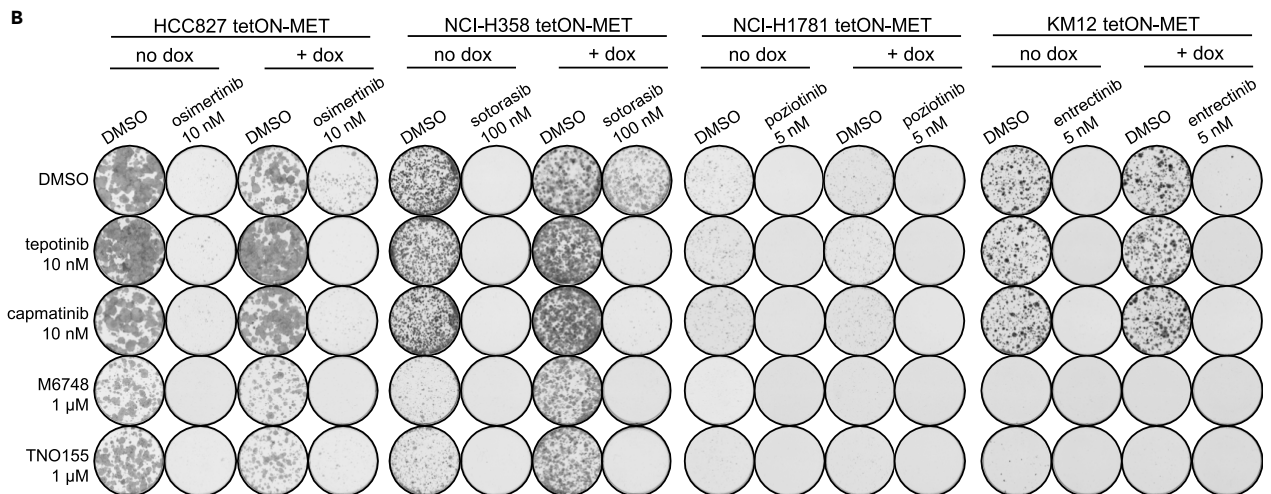 B
HCC827 tetON-MET NCI-H358 tetON-MET NCI-H1781 tetON-MET KM12 tetON-MET
no dox + dox no dox + dox no dox + dox no dox + dox
DMSO osimertinib 10 nM DMSO osimertinib 10 nM DMSO sotorasib 100 nM DMSO sotorasib 100 nM DMSO poziotinib 5 nM DMSO poziotinib 5 nM DMSO entrectinib 5 nM DMSO entrectinib 5 nM
DMSO
tepotinib
10 nM
capmatinib
10 nM
M6748
1 µM
TNO155
1 µM